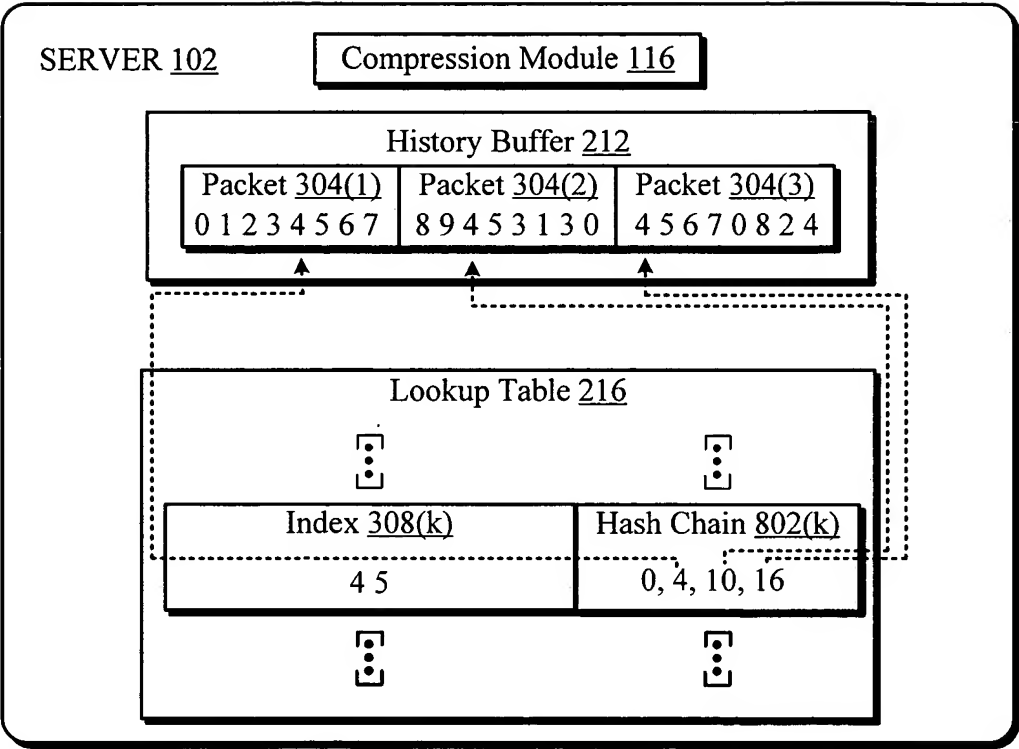 SERVER 102
Compression Module 116
History Buffer 212
Packet 304(1) Packet 304(2) Packet 304(3)
0 1 2 3 4 5 6 7 8 9 4 5 3 1 3 0 4 5 6 7 0 8 2 4
Lookup Table 216
Index 308(k) Hash Chain 802(k)
4 5 0, 4, 10, 16